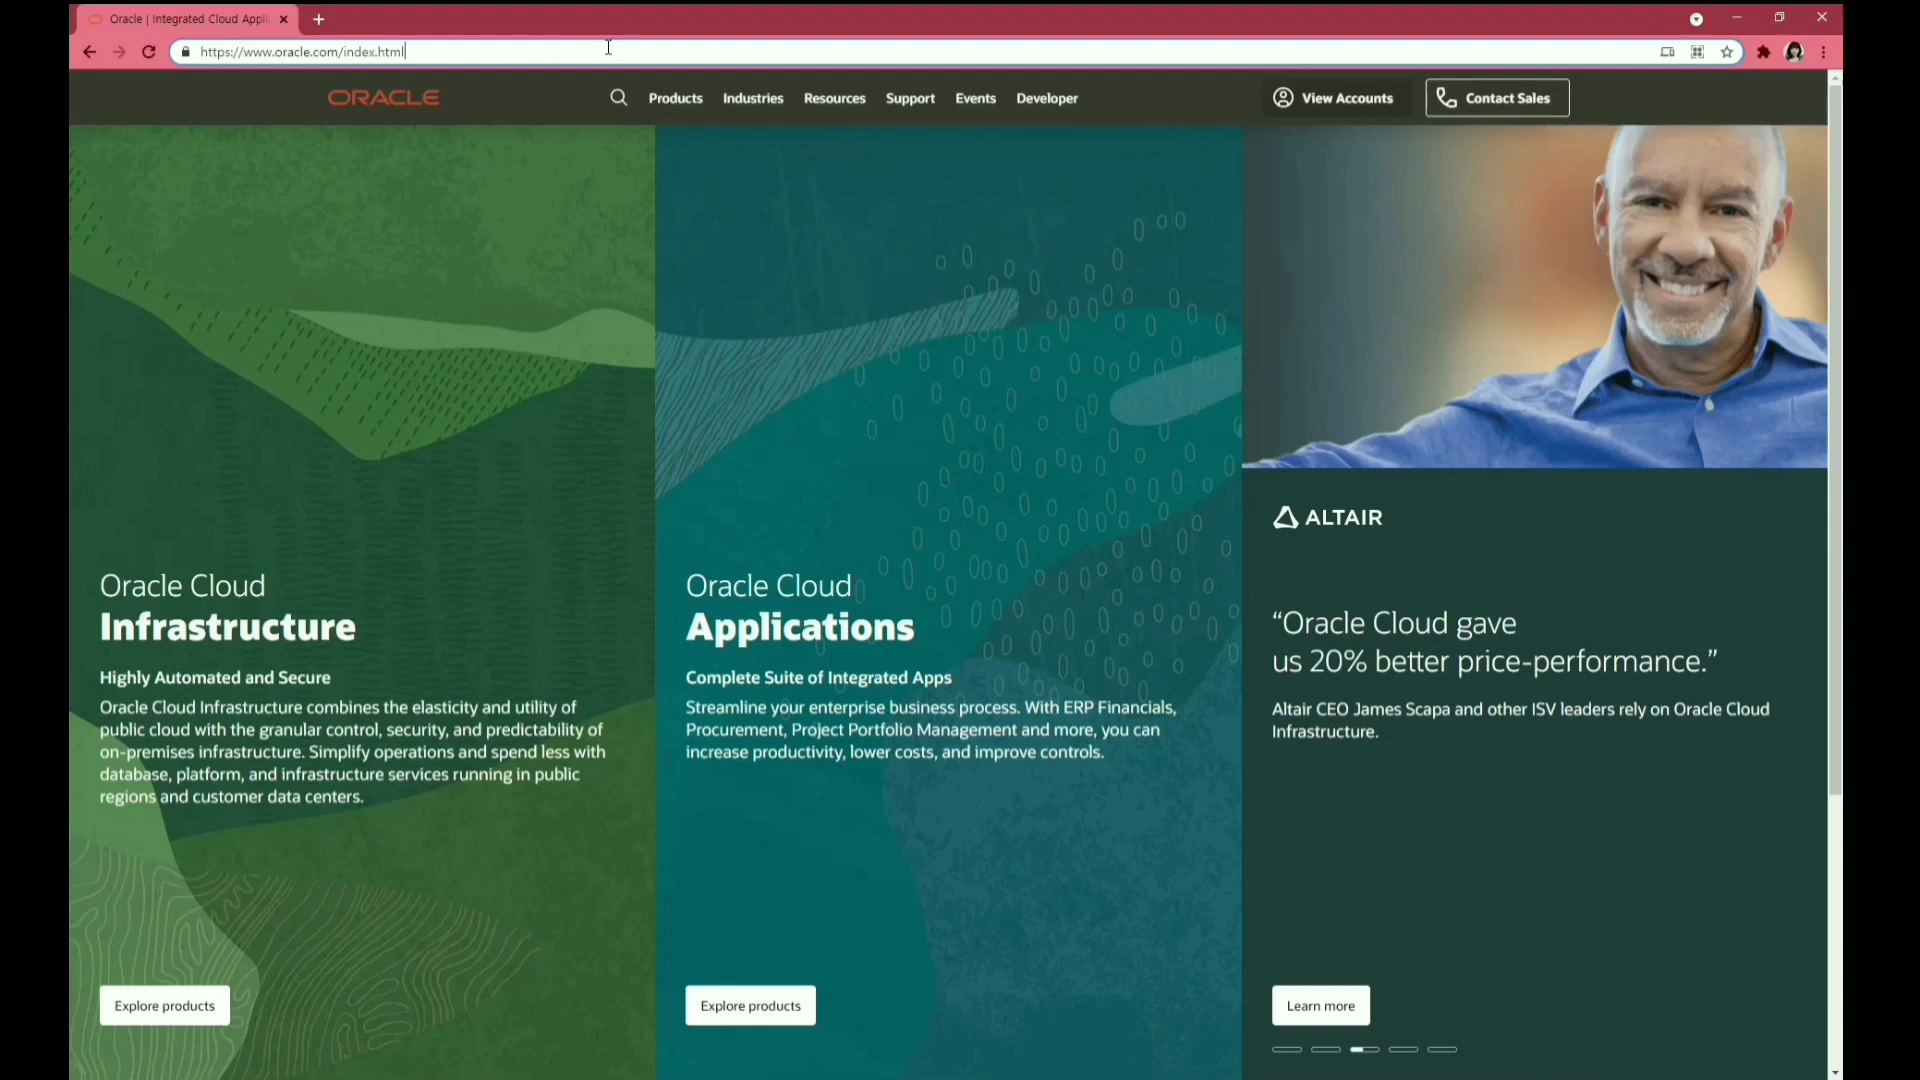 Oracle | Integrated Cloud Appli
https://www.oracle.com/index.html
ORACLE
Products Industries Resources Support Events Developer
View Accounts
Contact Sales
Oracle Cloud
Infrastructure
Highly Automated and Secure
Oracle Cloud Infrastructure combines the elasticity and utility of
public cloud with the granular control, security, and predictability of
on-premises infrastructure. Simplify operations and spend less with
database, platform, and infrastructure services running in public
regions and customer data centers.
Explore products
Oracle Cloud
Applications
Complete Suite of Integrated Apps
Streamline your enterprise business process. With ERP Financials,
Procurement, Project Portfolio Management and more, you can
increase productivity, lower costs, and improve controls.
Explore products
ALTAIR
“Oracle Cloud gave
us 20% better price-performance.”
Altair CEO James Scapa and other ISV leaders rely on Oracle Cloud
Infrastructure.
Learn more